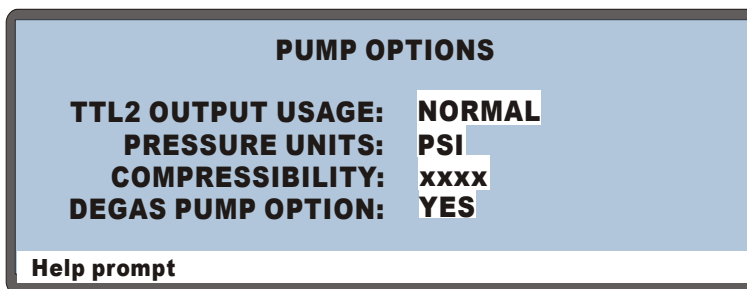 PUMP OPTIONS
TTL2 OUTPUT USAGE: NORMAL
PRESSURE UNITS: PSI
COMPRESSIBILITY: xxxx
DEGAS PUMP OPTION: YES
Help prompt